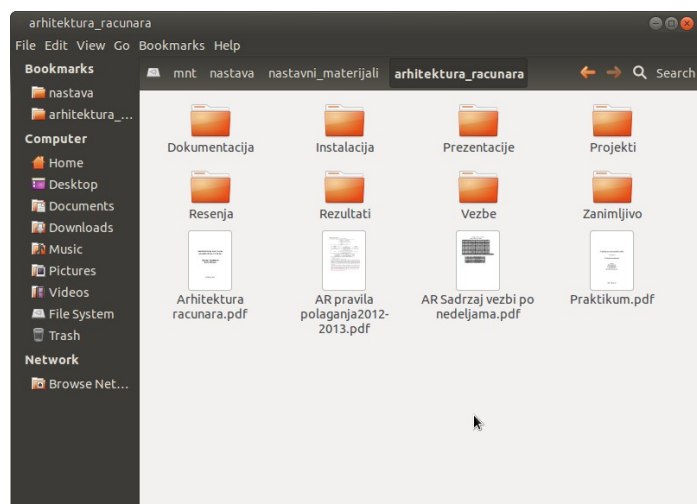 arhitektura_racunara
File Edit View Go Bookmarks Help
Bookmarks
nastava
arhitektura_...
Computer
Home
Desktop
Documents
Downloads
Music
Pictures
Videos
File System
Trash
Network
Browse Net...
mnt nastava nastavni_materijali arhitektura_racunara Search
Dokumentacija Instalacija Prezentacije Projekti
Resenja Rezultati Vezbe Zanimljivo
Arhitektura AR pravila AR Sadrzaj vezbi po Praktikum.pdf
racunara.pdf polaganja2012- nedeljama.pdf
2013.pdf